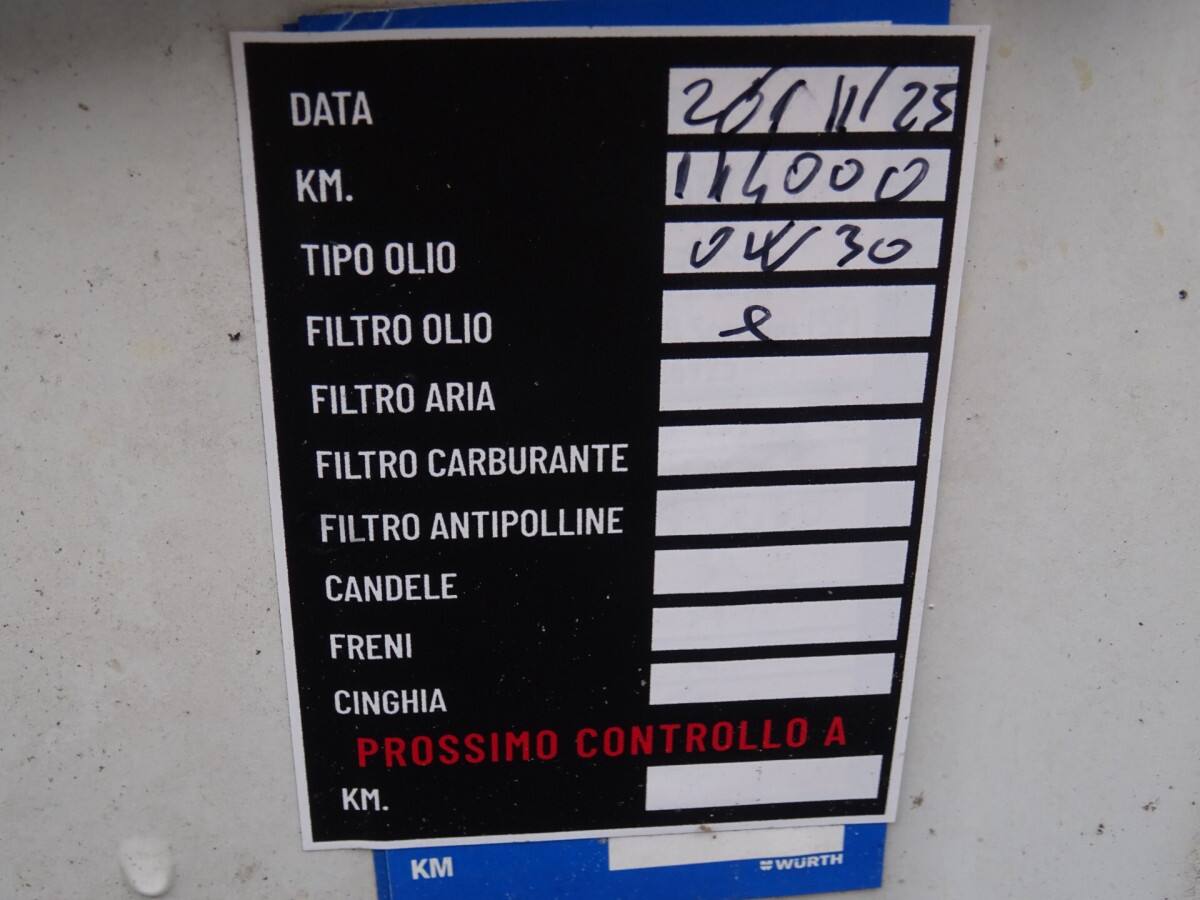 DATA 20/11/23
KM. 114000
TIPO OLIO 0W30
FILTRO OLIO
FILTRO ARIA
FILTRO CARBURANTE
FILTRO ANTIPOLLINE
CANDELE
FRENI
CINGHIA
PROSSIMO CONTROLLO A
KM.
KM WÜRTH